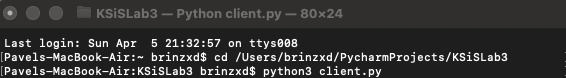 KSiSLab3 — Python client.py — 80×24
Last login: Sun Apr  5 21:32:57 on ttys008
[Pavels-MacBook-Air:~ brinzxd$ cd /Users/brinzxd/PycharmProjects/KSiSLab3
[Pavels-MacBook-Air:KSiSLab3 brinzxd$ python3 client.py